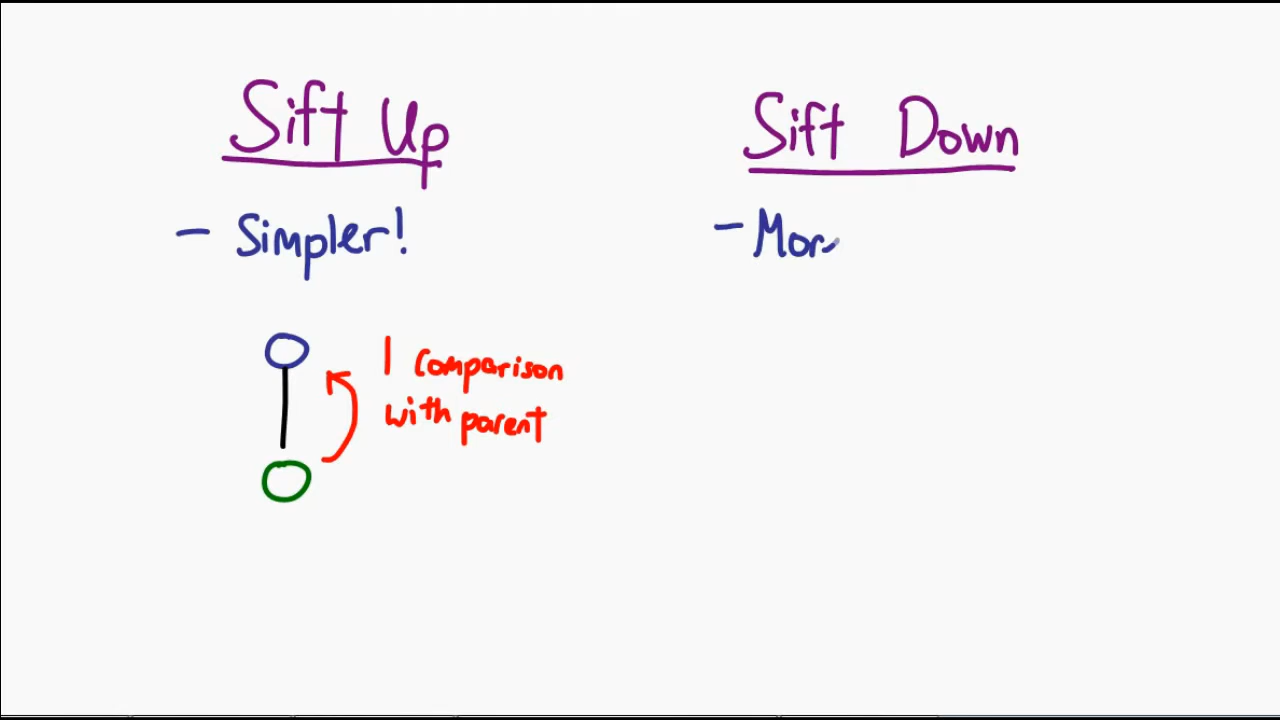 Sift Up
- Simpler!
1 comparison
with parent
Sift Down
- Mor